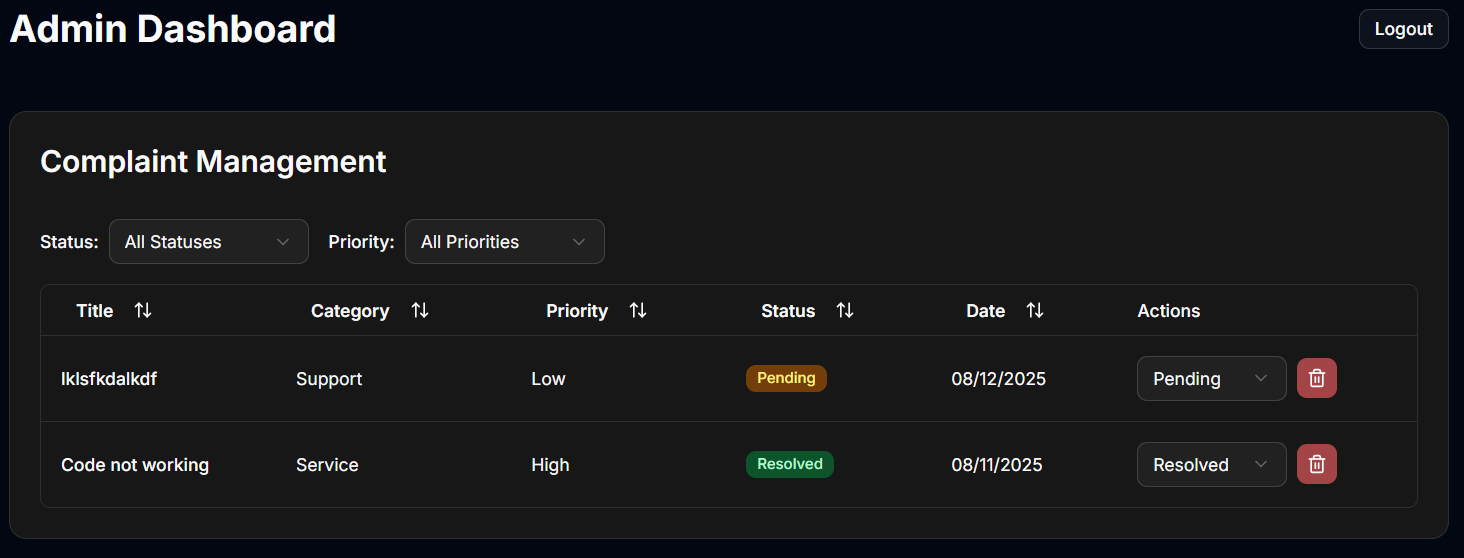 Admin Dashboard Logout
Complaint Management
Status: All Statuses Priority: All Priorities
Title Category Priority Status Date Actions
lklsfkdalkdf Support Low Pending 08/12/2025 Pending
Code not working Service High Resolved 08/11/2025 Resolved